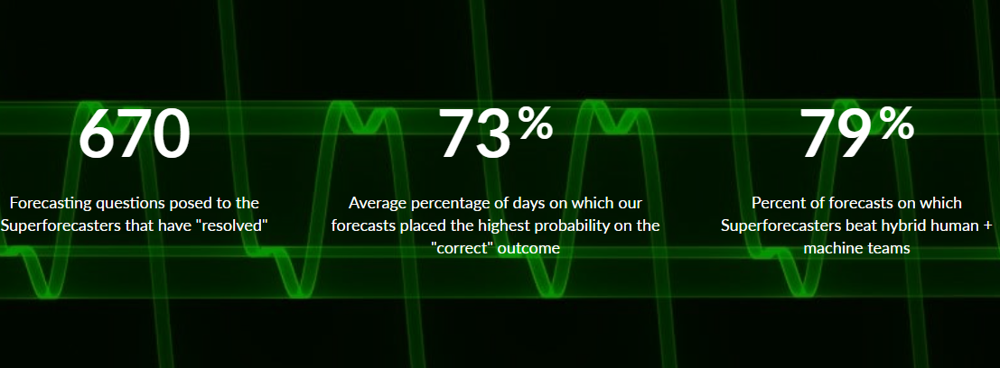 670
Forecasting questions posed to the
Superforecasters that have "resolved"
73%
Average percentage of days on which our
forecasts placed the highest probability on the
"correct" outcome
79%
Percent of forecasts on which
Superforecasters beat hybrid human +
machine teams